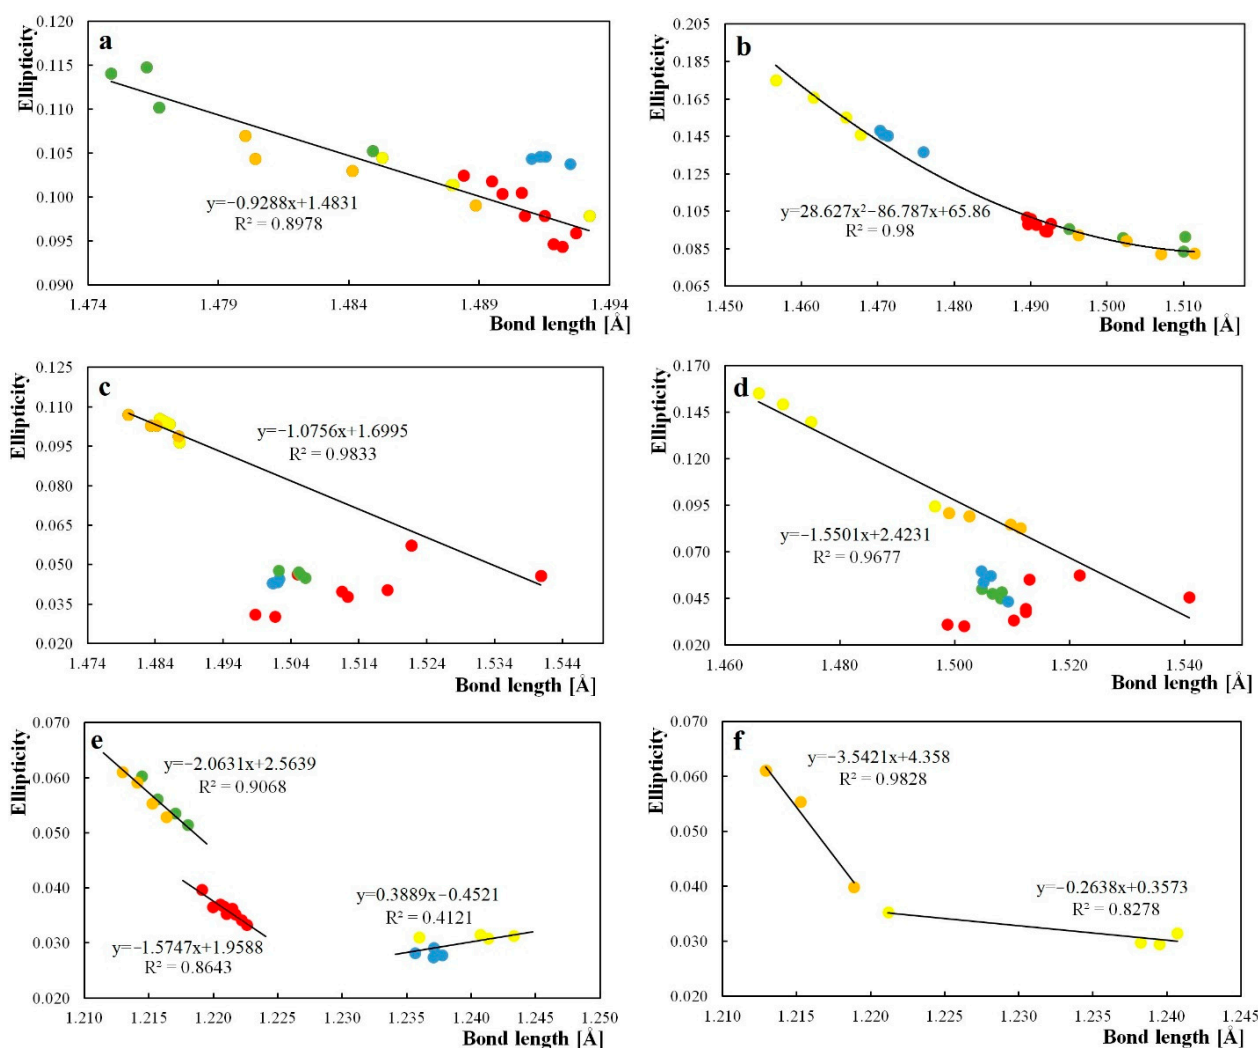 a
Ellipticity
0.120
0.115
0.110
0.105
0.100
0.095
0.090
y=−0.9288x+1.4831
R² = 0.8978
1.474 1.479 1.484 1.489 1.494
Bond length [Å]
b
Ellipticity
0.205
0.185
0.165
0.145
0.125
0.105
0.085
0.065
y=28.627x²−86.787x+65.86
R² = 0.98
1.450 1.460 1.470 1.480 1.490 1.500 1.510
Bond length [Å]
c
Ellipticity
0.125
0.110
0.095
0.080
0.065
0.050
0.035
0.020
y=−1.0756x+1.6995
R² = 0.9833
1.474 1.484 1.494 1.504 1.514 1.524 1.534 1.544
Bond length [Å]
d
Ellipticity
0.170
0.145
0.120
0.095
0.070
0.045
0.020
y=−1.5501x+2.4231
R² = 0.9677
1.460 1.480 1.500 1.520 1.540
Bond length [Å]
e
Ellipticity
0.070
0.060
0.050
0.040
0.030
0.020
y=−2.0631x+2.5639
R² = 0.9068
y=0.3889x−0.4521
R² = 0.4121
y=−1.5747x+1.9588
R² = 0.8643
1.210 1.215 1.220 1.225 1.230 1.235 1.240 1.245 1.250
Bond length [Å]
f
Ellipticity
0.070
0.060
0.050
0.040
0.030
0.020
y=−3.5421x+4.358
R² = 0.9828
y=−0.2638x+0.3573
R² = 0.8278
1.210 1.215 1.220 1.225 1.230 1.235 1.240 1.245
Bond length [Å]